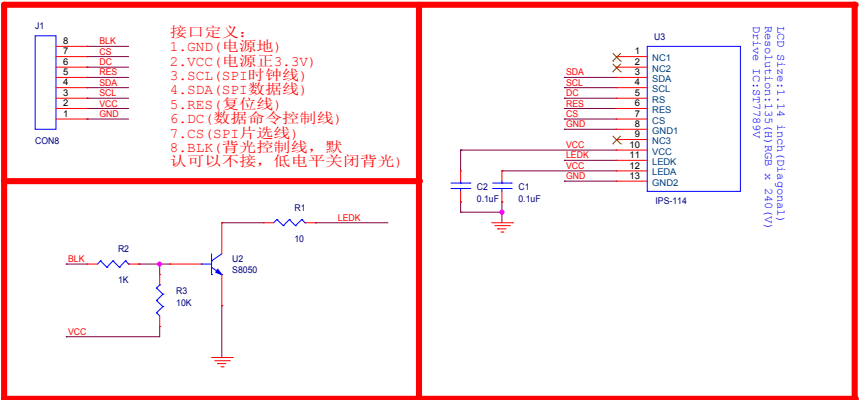 J1
8 BLK
7 CS
6 DC
5 RES
4 SDA
3 SCL
2 VCC
1 GND
CON8
接口定义:
1.GND(电源地)
2.VCC(电源正3.3V)
3.SCL(SPI时钟线)
4.SDA(SPI数据线)
5.RES(复位线)
6.DC(数据命令控制线)
7.CS(SPI片选线)
8.BLK(背光控制线，默
认可以不接，低电平关闭背光)
R1
LEDK
10
BLK
R2
1K
U2
S8050
R3
10K
VCC
U3
1 NC1
2 NC2
SDA 3 SDA
SCL 4 SCL
DC 5 RS
RES 6 RES
CS 7 CS
GND 8 GND1
9 NC3
VCC 10 VCC
LEDK 11 LEDK
VCC 12 LEDA
GND 13 GND2
IPS-114
C2
0.1uF
C1
0.1uF
LCD Size:1.14 inch(Diagonal)
Resolution:135(H)RGB x 240(V)
Drive IC:ST7789V